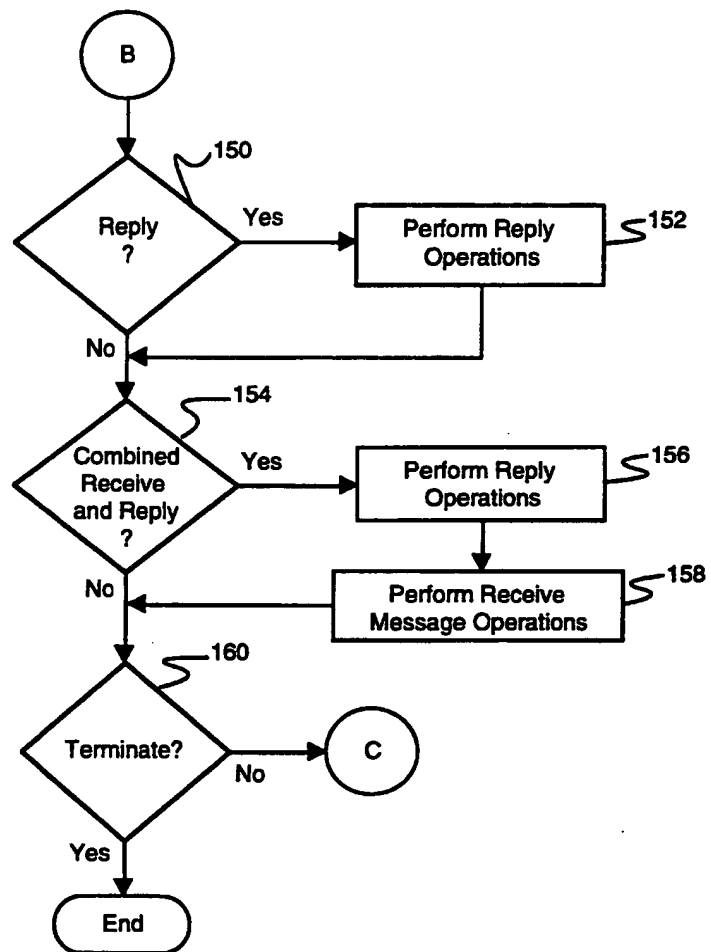 B
150
Reply
?
Yes
Perform Reply
Operations
152
No
154
Combined
Receive
and Reply
?
Yes
Perform Reply
Operations
156
No
Perform Receive
Message Operations
158
160
Terminate?
No
C
Yes
End